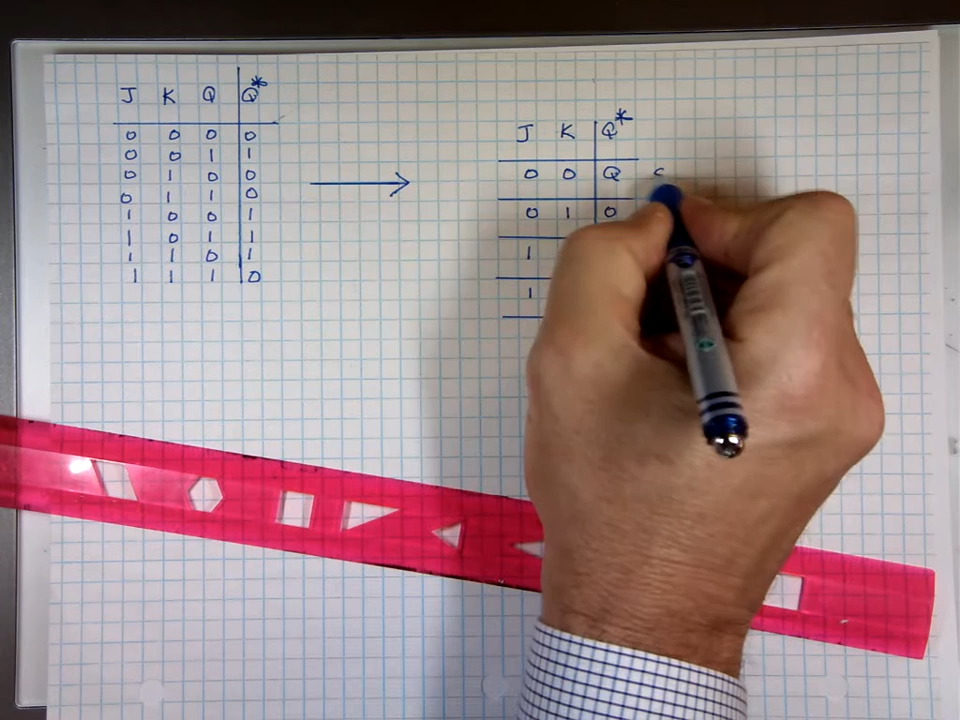 J K Q Q*
0 0 0 0
0 0 1 1
0 1 0 0
0 1 1 0
1 0 0 1
1 0 1 1
1 1 0 1
1 1 1 0
J K Q*
0 0 Q
0 1 0
1
1